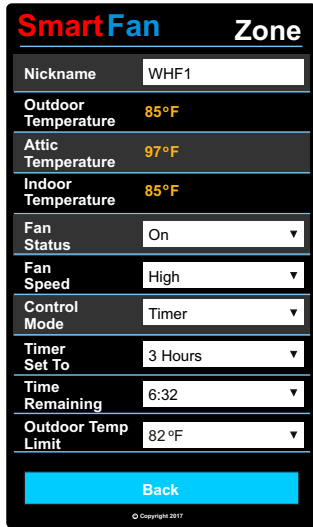 SmartFan Zone
Nickname WHF1
Outdoor
Temperature 85°F
Attic
Temperature 97°F
Indoor
Temperature 85°F
Fan
Status On
Fan
Speed High
Control
Mode Timer
Timer
Set To 3 Hours
Time
Remaining 6:32
Outdoor Temp
Limit 82 ºF
Back
© Copyright 2017